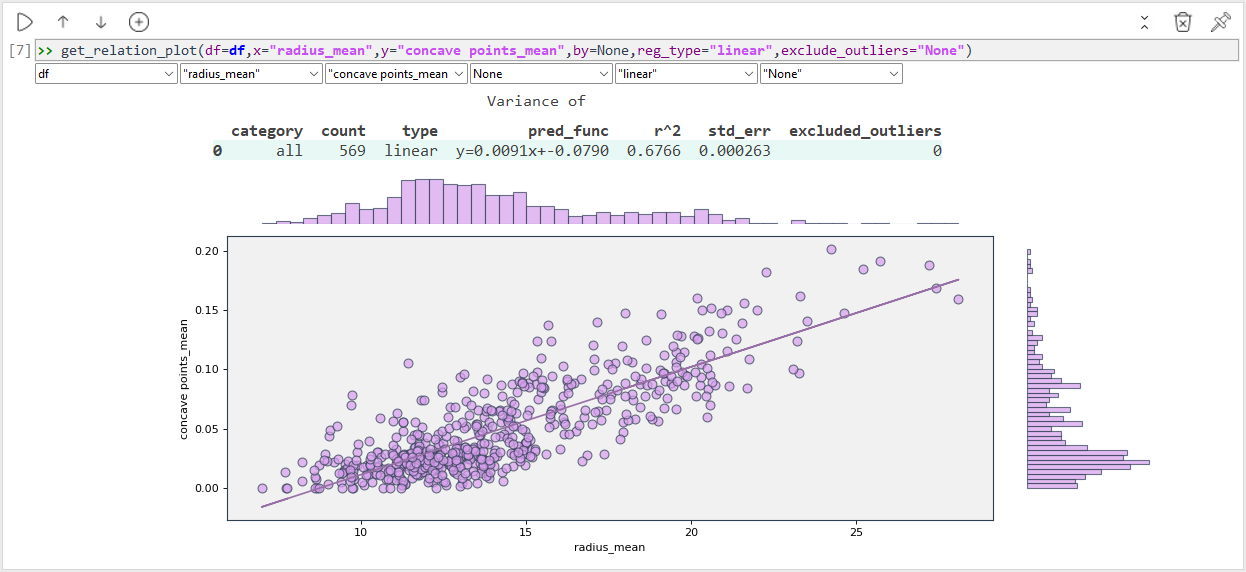 [7] >> get_relation_plot(df=df,x="radius_mean",y="concave points_mean",by=None,reg_type="linear",exclude_outliers="None")
df "radius_mean" "concave points_mean None "linear" "None"
Variance of
category count type pred_func r^2 std_err excluded_outliers
0 all 569 linear y=0.0091x+-0.0790 0.6766 0.000263 0
0.20
0.15
0.10
0.05
0.00
concave points_mean
10 15 20 25
radius_mean